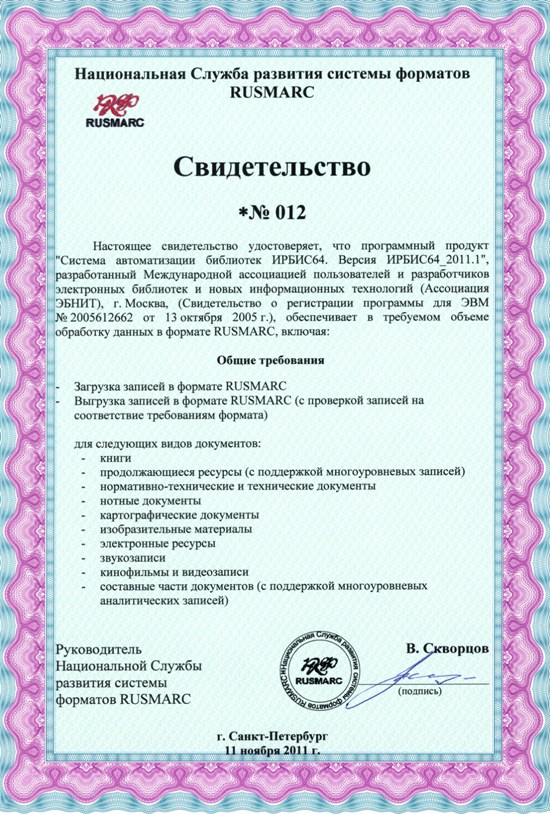 Национальная Служба развития системы форматов
RUSMARC
RUSMARC
Свидетельство
*№ 012
Настоящее свидетельство удостоверяет, что программный продукт
"Система автоматизации библиотек ИРБИС64. Версия ИРБИС64_2011.1",
разработанный Международной ассоциацией пользователей и разработчиков
электронных библиотек и новых информационных технологий (Ассоциация
ЭБНИТ), г. Москва, (Свидетельство о регистрации программы для ЭВМ
№ 2005612662 от 13 октября 2005 г.), обеспечивает в требуемом объеме
обработку данных в формате RUSMARC, включая:
Общие требования
- Загрузка записей в формате RUSMARC
- Выгрузка записей в формате RUSMARC (с проверкой записей на
соответствие требованиям формата)
для следующих видов документов:
- книги
- продолжающиеся ресурсы (с поддержкой многоуровневых записей)
- нормативно-технические и технические документы
- нотные документы
- картографические документы
- изобразительные материалы
- электронные ресурсы
- звукозаписи
- кинофильмы и видеозаписи
- составные части документов (с поддержкой многоуровневых
аналитических записей)
Руководитель
Национальной Службы
развития системы
форматов RUSMARC
Национальная Служба развития системы форматов RUSMARC
RUSMARC
В. Скворцов
(подпись)
г. Санкт-Петербург
11 ноября 2011 г.